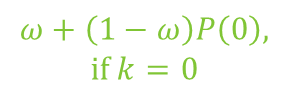 ω + (1 − ω)P(0),
if k = 0